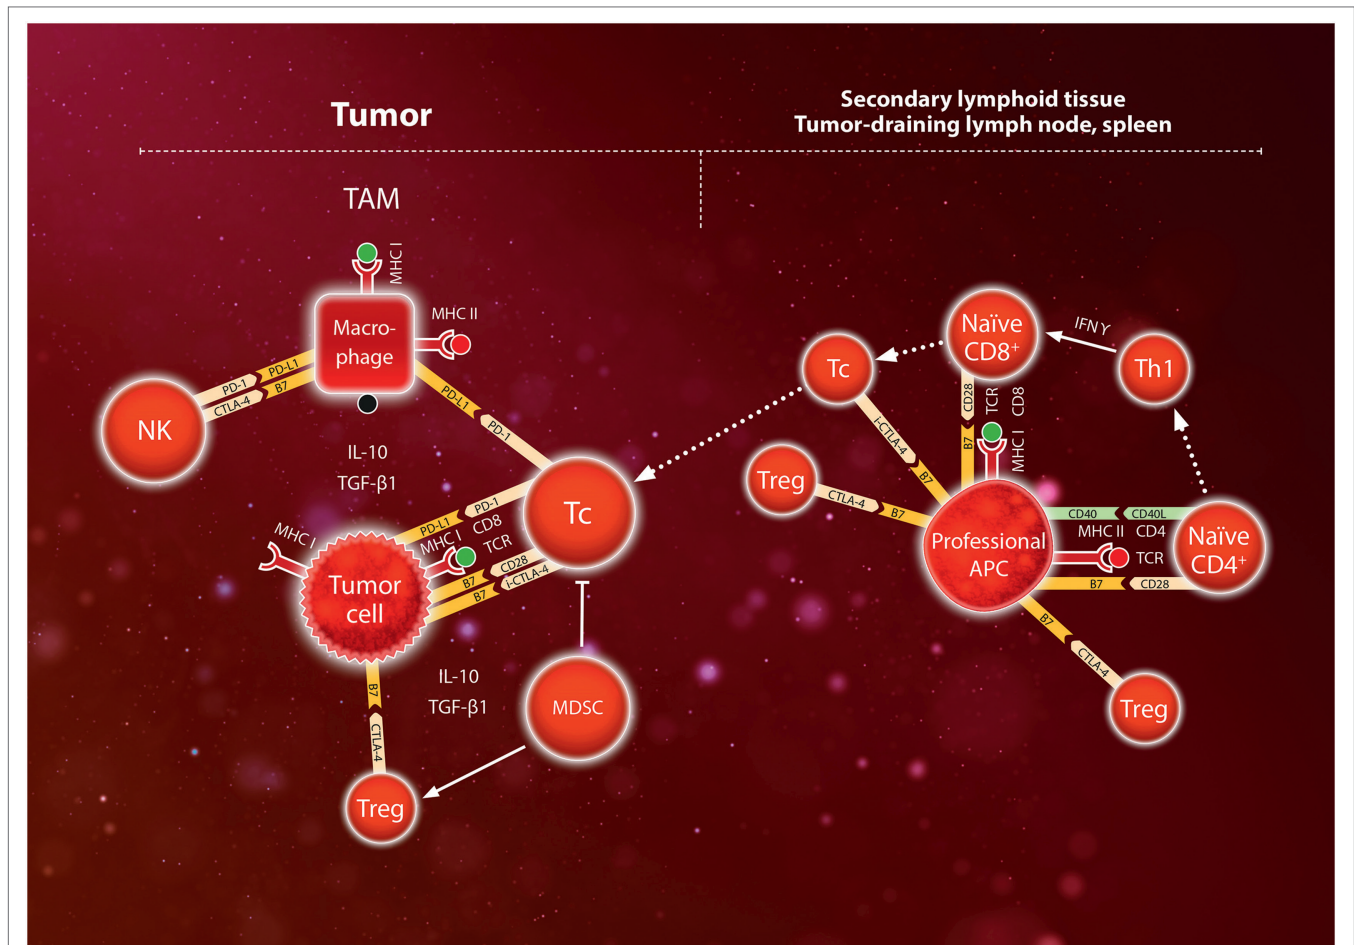 Tumor
Secondary lymphoid tissue
Tumor-draining lymph node, spleen
TAM
MHC I
Macro-
phage
MHC II
PD-1
PD-L1
CTLA-4
B7
NK
PD-L1
PD-1
IL-10
TGF-β1
Tc
PD-L1
PD-1
MHC I
MHC I
CD8
TCR
Tumor
cell
B7
CD28
B7
i-CTLA-4
IL-10
TGF-β1
MDSC
B7
CTLA-4
Treg
Naïve
CD8⁺
IFN γ
Th1
Tc
CD28
B7
TCR
CD8
MHC I
i-CTLA-4
B7
Treg
CTLA-4
B7
Professional
APC
CD40
CD40L
MHC II
CD4
TCR
B7
CD28
Naïve
CD4⁺
B7
CTLA-4
Treg